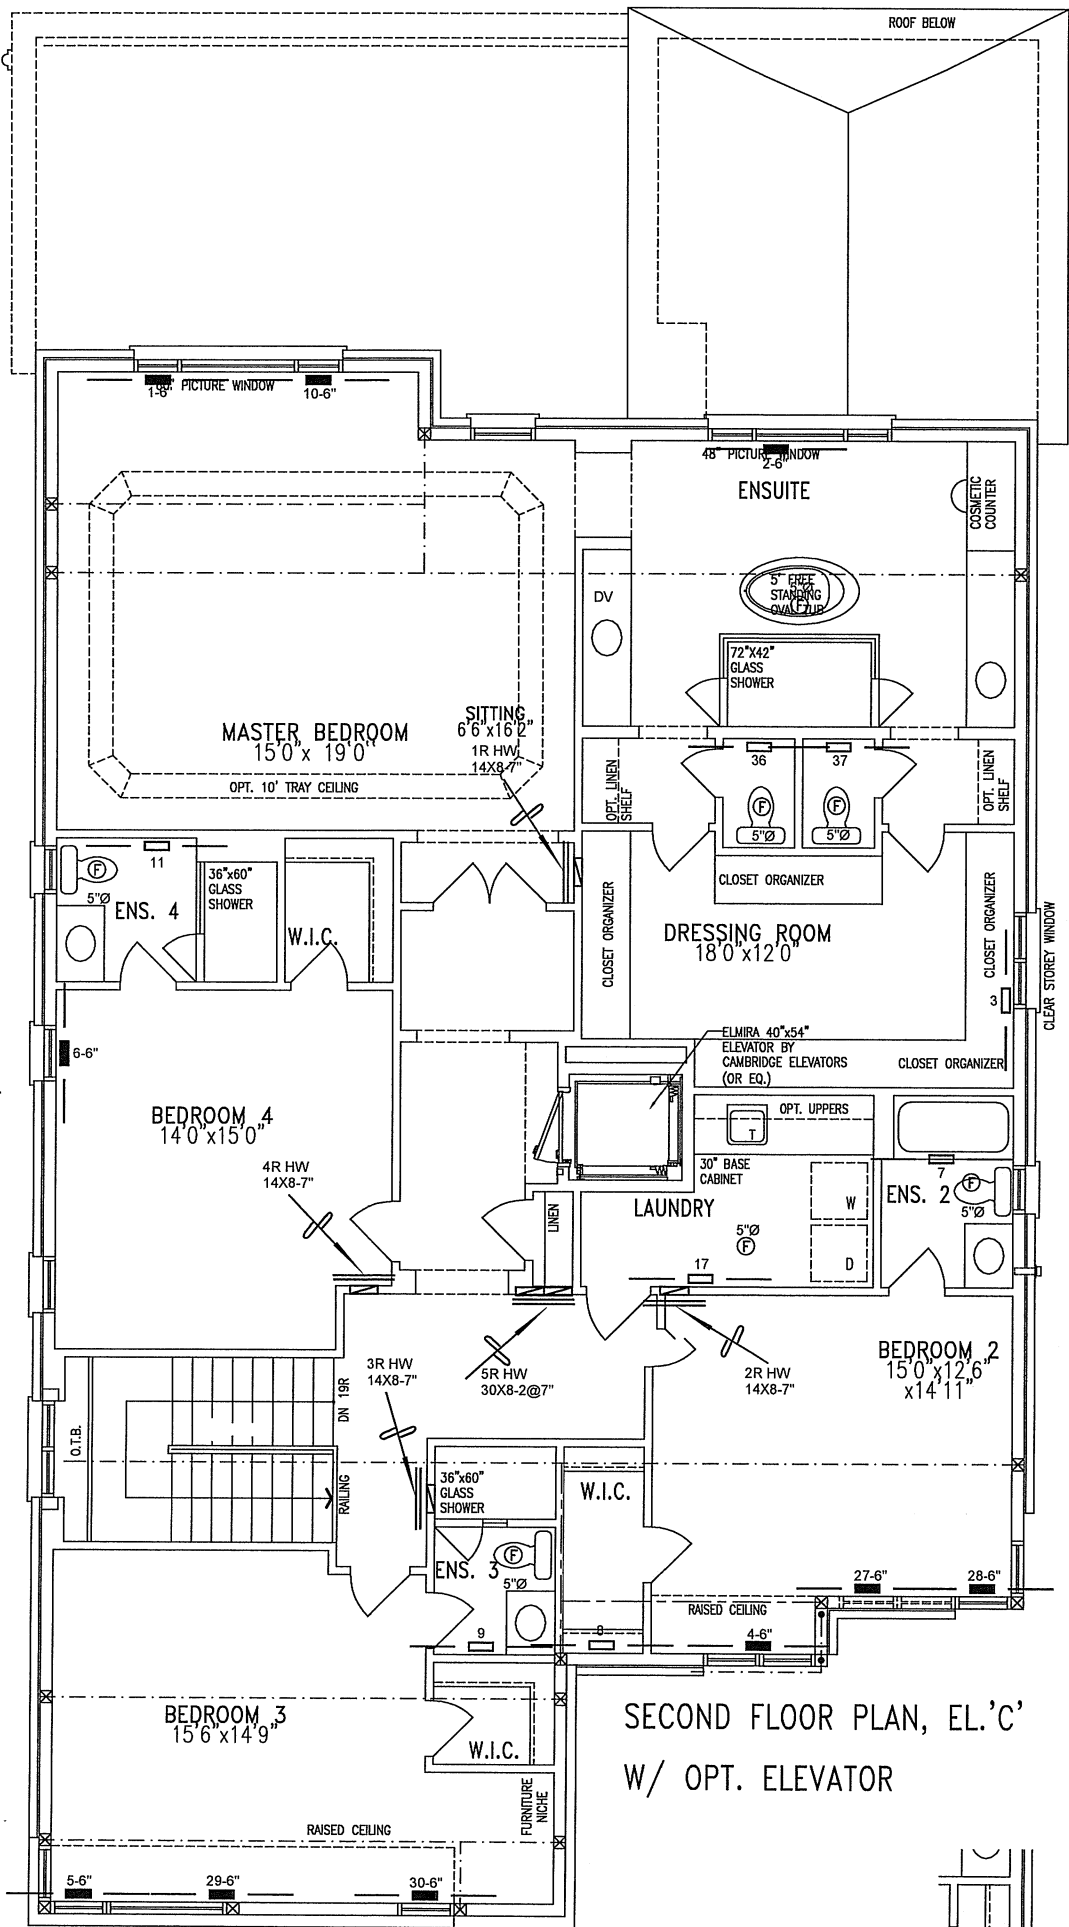 ROOF BELOW
PICTURE WINDOW
1-6"
10-6"
48" PICTURE WINDOW
2-6"
ENSUITE
COSMETIC
COUNTER
5' FREE
STANDING
OVAL TUB
5"Ø
F
DV
72"X42"
GLASS
SHOWER
MASTER BEDROOM
15'0"x 19'0"
SITTING
6'6"x16'2"
1R HW
14X8-7"
OPT. 10' TRAY CEILING
OPT. LINEN
SHELF
36
37
F
F
5"Ø
5"Ø
OPT. LINEN
SHELF
11
F
5"Ø
ENS. 4
36"x60"
GLASS
SHOWER
W.I.C.
CLOSET ORGANIZER
CLOSET ORGANIZER
DRESSING ROOM
18'0"x12'0"
CLOSET ORGANIZER
3
CLEAR STOREY WINDOW
6-6"
ELMIRA 40"x54"
ELEVATOR BY
CAMBRIDGE ELEVATORS
(OR EQ.)
CLOSET ORGANIZER
BEDROOM 4
14'0"x15'0"
OPT. UPPERS
T
30" BASE
CABINET
4R HW
14X8-7"
LINEN
LAUNDRY
5"Ø
F
W
D
17
7
ENS. 2
F
5"Ø
3R HW
14X8-7"
5R HW
30X8-2@7"
2R HW
14X8-7"
BEDROOM 2
15'0"x12'6"
x14'11"
O.T.B.
DN 19R
RAILING
36"x60"
GLASS
SHOWER
W.I.C.
ENS. 3
F
5"Ø
9
8
27-6"
28-6"
RAISED CEILING
4-6"
BEDROOM 3
15'6"x14'9"
W.I.C.
SECOND FLOOR PLAN, EL.'C'
W/ OPT. ELEVATOR
FURNITURE
NICHE
RAISED CEILING
5-6"
29-6"
30-6"